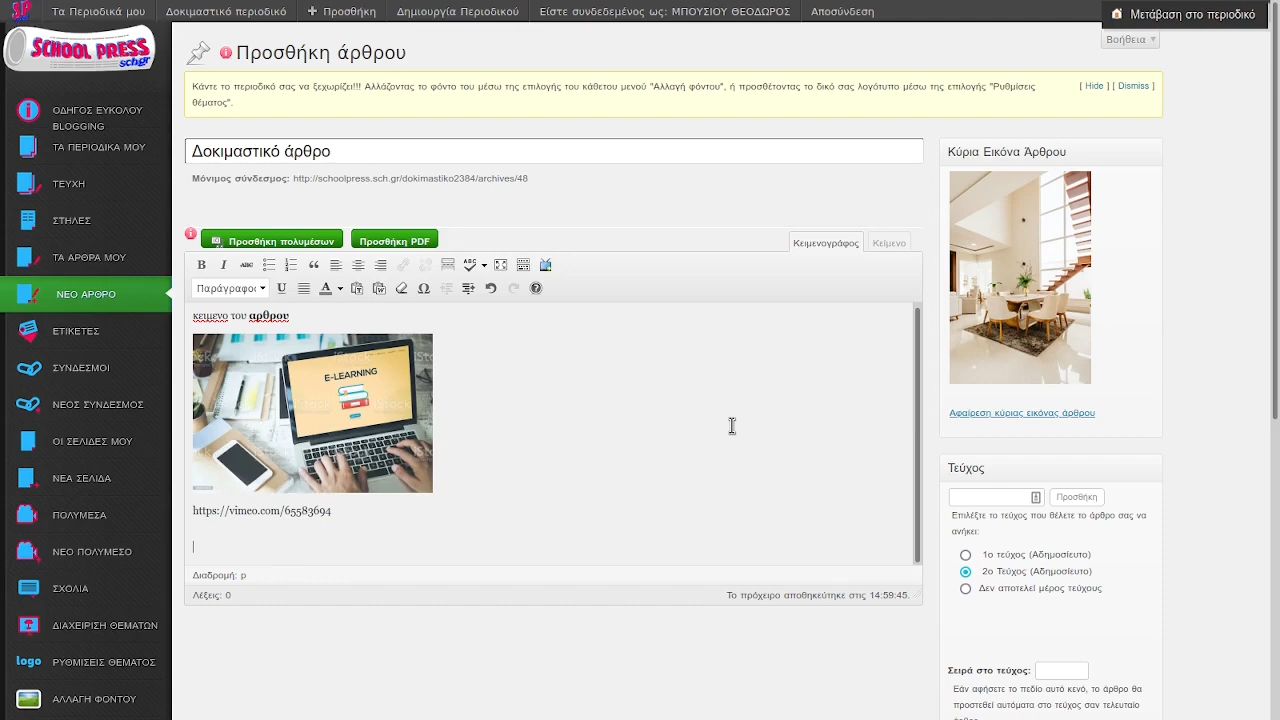 Τα Περιοδικά μου
Δοκιμαστικό περιοδικό
Προσθήκη
Δημιουργία Περιοδικού
Είστε συνδεδεμένος ως: ΜΠΟΥΣΙΟΥ ΘΕΟΔΩΡΟΣ
Αποσύνδεση
Μετάβαση στο περιοδικό
Βοήθεια
SCHOOL PRESS
sch.gr
ΟΔΗΓΟΣ ΕΥΚΟΛΟΥ
BLOGGING
ΤΑ ΠΕΡΙΟΔΙΚΑ ΜΟΥ
ΤΕΥΧΗ
ΣΤΗΛΕΣ
ΤΑ ΑΡΘΡΑ ΜΟΥ
ΝΕΟ ΑΡΘΡΟ
ΕΤΙΚΕΤΕΣ
ΣΥΝΔΕΣΜΟΙ
ΝΕΟΣ ΣΥΝΔΕΣΜΟΣ
ΟΙ ΣΕΛΙΔΕΣ ΜΟΥ
ΝΕΑ ΣΕΛΙΔΑ
ΠΟΛΥΜΕΣΑ
ΝΕΟ ΠΟΛΥΜΕΣΟ
ΣΧΟΛΙΑ
ΔΙΑΧΕΙΡΙΣΗ ΘΕΜΑΤΩΝ
logo ΡΥΘΜΙΣΕΙΣ ΘΕΜΑΤΟΣ
ΑΛΛΑΓΗ ΦΟΝΤΟΥ
Προσθήκη άρθρου
Κάντε το περιοδικό σας να ξεχωρίζει!!! Αλλάζοντας το φόντο του μέσω της επιλογής του κάθετου μενού "Αλλαγή φόντου", ή προσθέτοντας το δικό σας λογότυπο μέσω της επιλογής "Ρυθμίσεις
θέματος".
[ Hide ] [ Dismiss ]
Δοκιμαστικό άρθρο
Μόνιμος σύνδεσμος: http://schoolpress.sch.gr/dokimastiko2384/archives/48
Προσθήκη πολυμέσων
Προσθήκη PDF
Κειμενογράφος
Κείμενο
B I ABC
ABC
Παράγραφος
U
A
Ω
κειμενο του αρθρου
E-LEARNING
iStock
https://vimeo.com/65583694
Διαδρομή: p
Λέξεις: 0
Το πρόχειρο αποθηκεύτηκε στις 14:59:45.
Κύρια Εικόνα Άρθρου
Αφαίρεση κύριας εικόνας άρθρου
Τεύχος
Προσθήκη
Επιλέξτε το τεύχος που θέλετε το άρθρο σας να
ανήκει:
1ο τεύχος (Αδημοσίευτο)
2ο Τεύχος (Αδημοσίευτο)
Δεν αποτελεί μέρος τεύχους
Σειρά στο τεύχος:
Εάν αφήσετε το πεδίο αυτό κενό, το άρθρο θα
προστεθεί αυτόματα στο τεύχος σαν τελευταίο